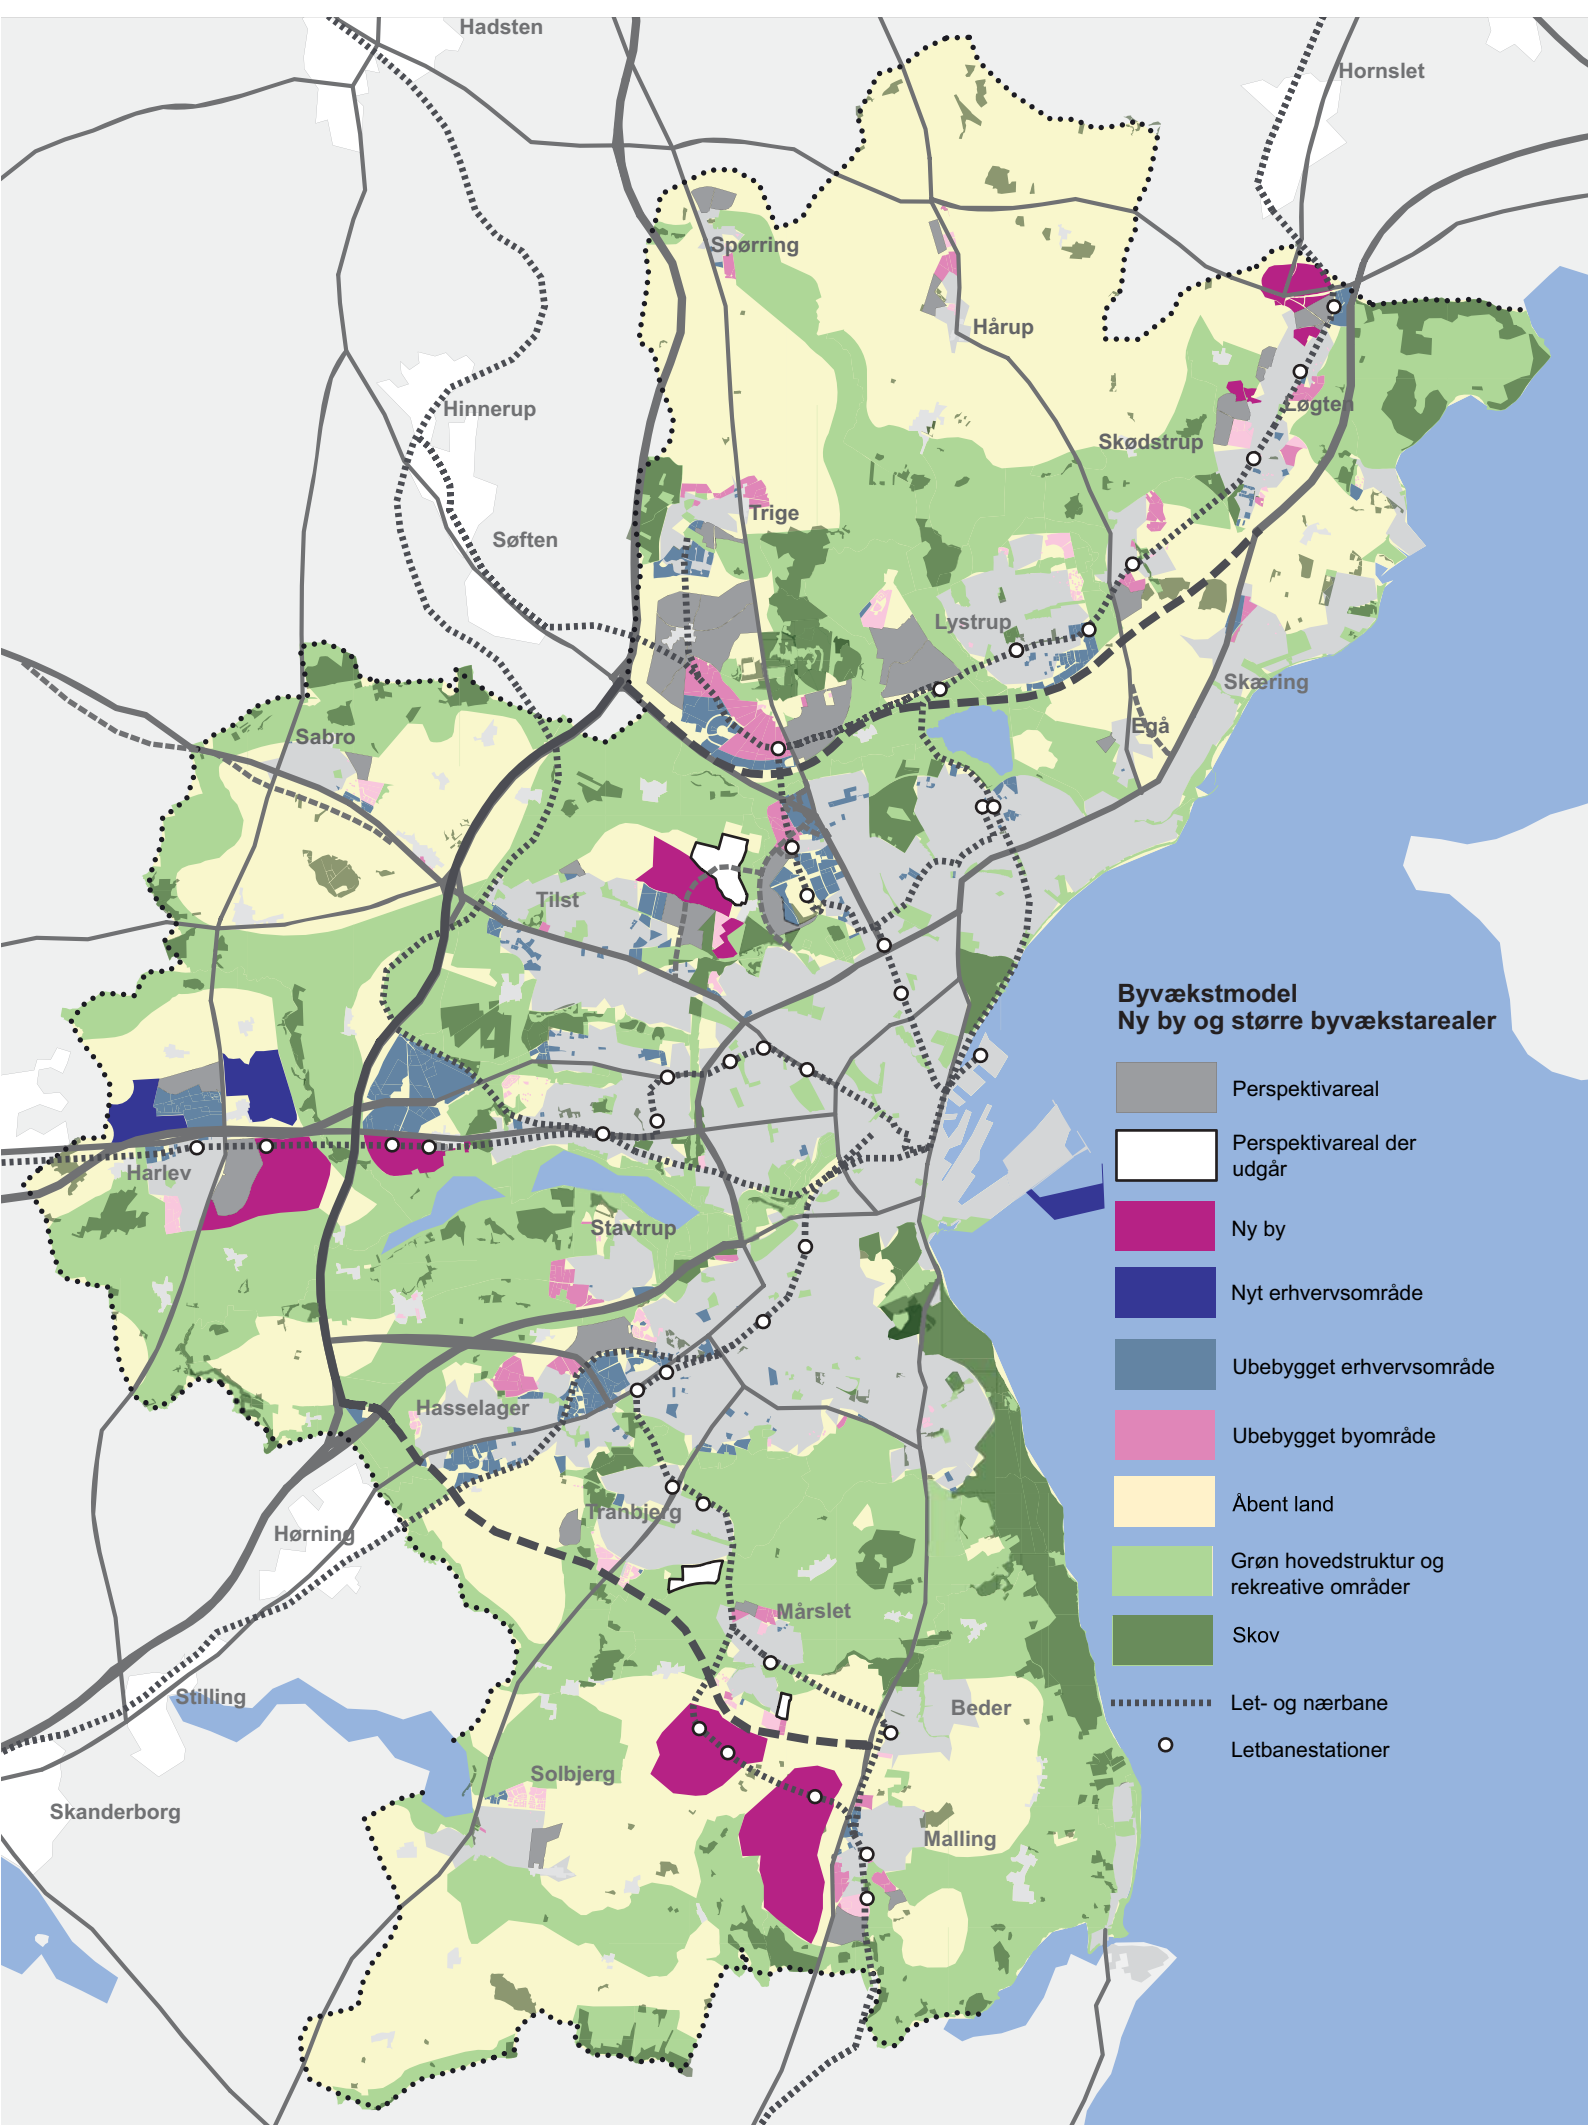 Hadsten
Hornslet
Spørring
Hårup
Hinnerup
Løgten
Skødstrup
Trige
Søften
Lystrup
Skæring
Egå
Sabro
Tilst
Byvækstmodel
Ny by og større byvækstarealer
Perspektivareal
Perspektivareal der
udgår
Ny by
Nyt erhvervsområde
Ubebygget erhvervsområde
Ubebygget byområde
Åbent land
Grøn hovedstruktur og
rekreative områder
Skov
Let- og nærbane
Letbanestationer
Harlev
Stavtrup
Hasselager
Tranbjerg
Hørning
Mårslet
Stilling
Beder
Solbjerg
Skanderborg
Malling